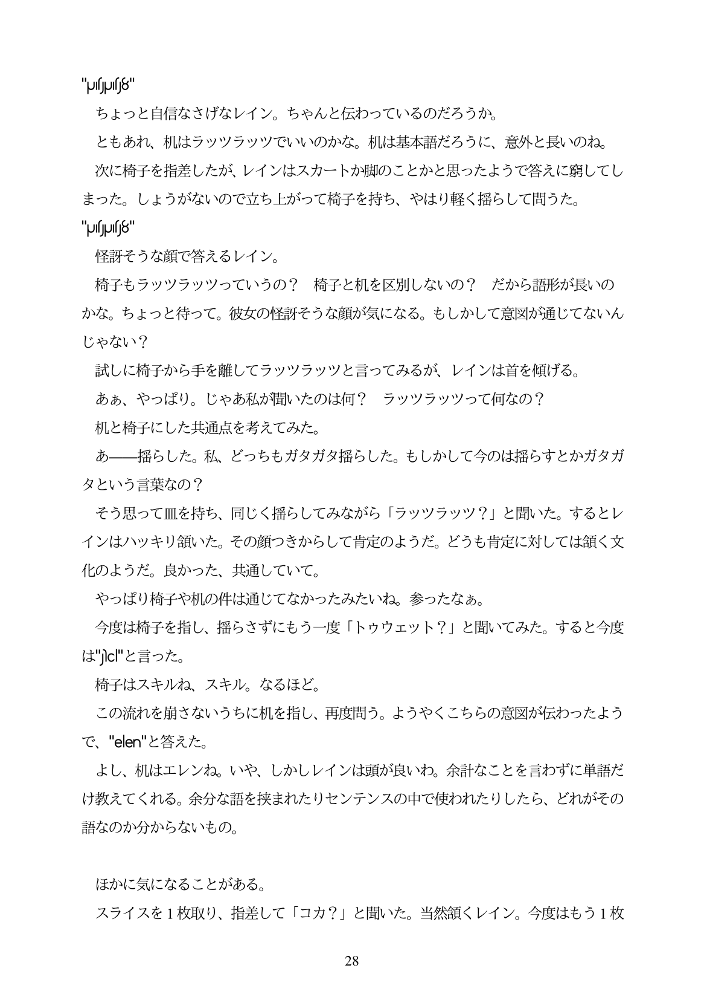 ちょっと自信なさげなレイン。ちゃんと伝わっているのだろうか。
ともあれ、机はラッツラッツでいいのかな。机は基本語だろうに、意外と長いのね。
次に椅子を指差したが、レインはスカートか脚のことかと思ったようで答えに窮してし
まった。しょうがないので立ち上がって椅子を持ち、やはり軽く揺らして問うた。
怪訝そうな顔で答えるレイン。
椅子もラッツラッツっていうの？　椅子と机を区別しないの？　だから語形が長いの
かな。ちょっと待って。彼女の怪訝そうな顔が気になる。もしかして意図が通じてないん
じゃない？
試しに椅子から手を離してラッツラッツと言ってみるが、レインは首を傾げる。
あぁ、やっぱり。じゃあ私が聞いたのは何？　ラッツラッツって何なの？
机と椅子にした共通点を考えてみた。
あ――揺らした。私、どっちもガタガタ揺らした。もしかして今のは揺らすとかガタガ
タという言葉なの？
そう思って皿を持ち、同じく揺らしてみながら「ラッツラッツ？」と聞いた。するとレ
インはハッキリ頷いた。その顔つきからして肯定のようだ。どうも肯定に対しては頷く文
化のようだ。良かった、共通していて。
やっぱり椅子や机の件は通じてなかったみたいね。参ったなぁ。
今度は椅子を指し、揺らさずにもう一度「トゥウェット？」と聞いてみた。すると今度
は""と言った。
椅子はスキルね、スキル。なるほど。
この流れを崩さないうちに机を指し、再度問う。ようやくこちらの意図が伝わったよう
で、"elen"と答えた。
よし、机はエレンね。いや、しかしレインは頭が良いわ。余計なことを言わずに単語だ
け教えてくれる。余分な語を挟まれたりセンテンスの中で使われたりしたら、どれがその
語なのか分からないもの。
ほかに気になることがある。
スライスを1枚取り、指差して「コカ？」と聞いた。当然頷くレイン。今度はもう1枚
28